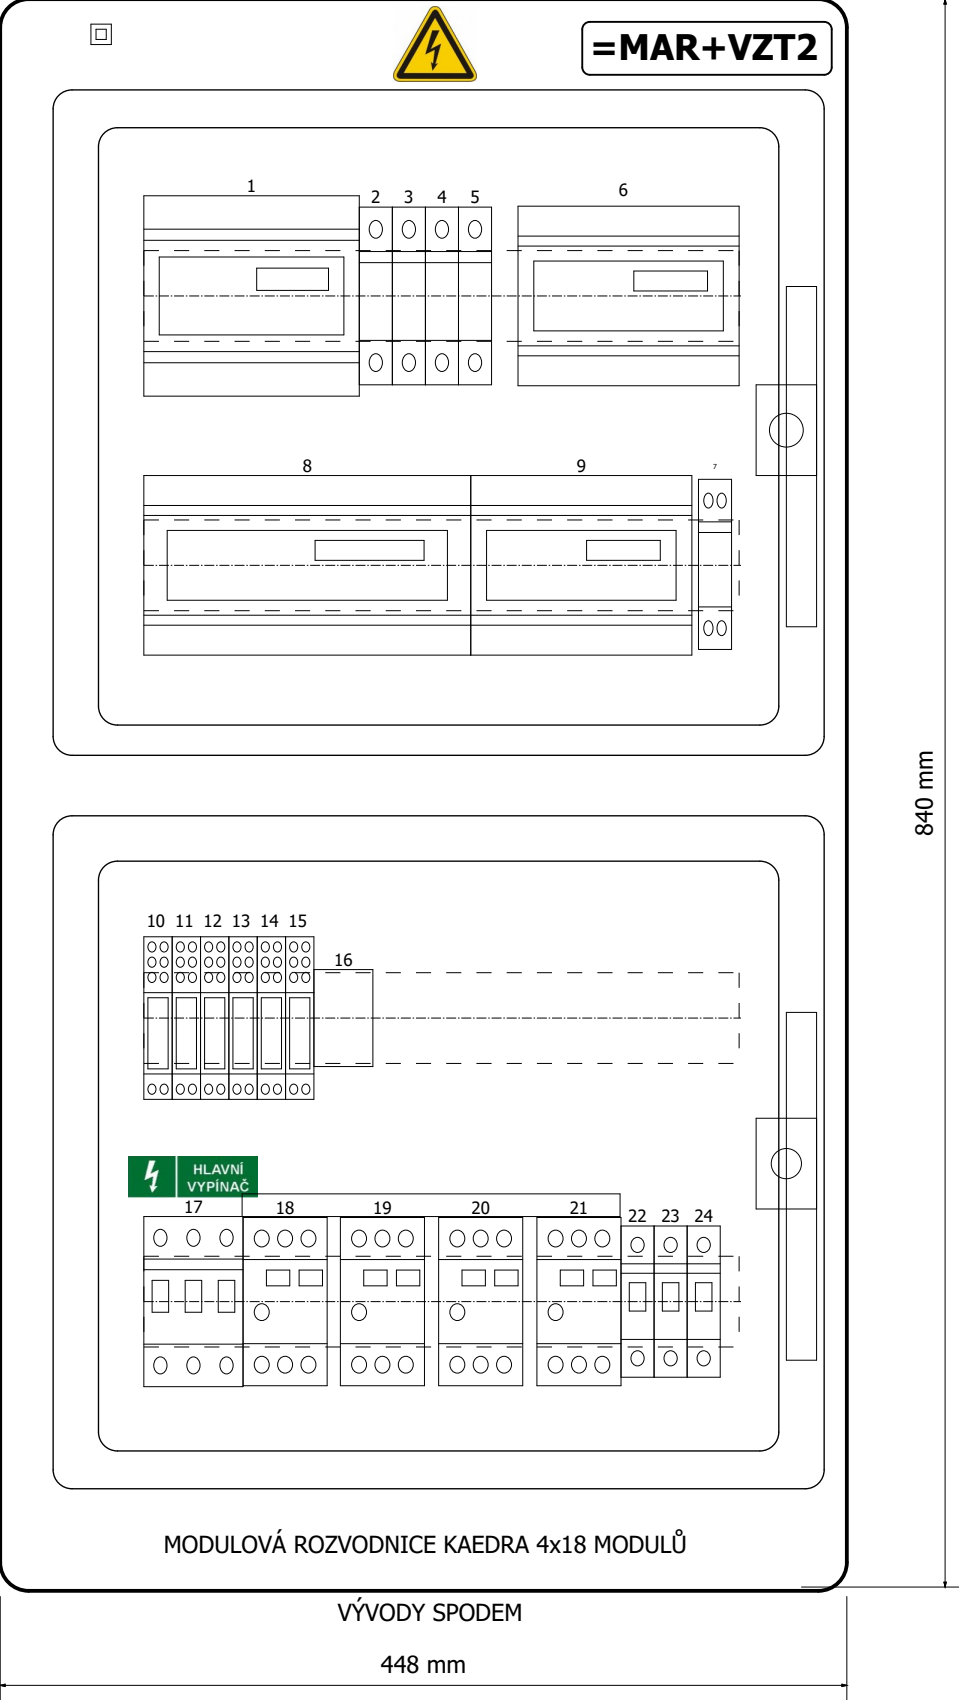 =MAR+VZT2
1 2 3 4 5 6
8 9 7
840 mm
10 11 12 13 14 15
16
HLAVNÍ
VYPÍNAČ
17 18 19 20 21 22 23 24
MODULOVÁ ROZVODNICE KAEDRA 4x18 MODULŮ
VÝVODY SPODEM
448 mm